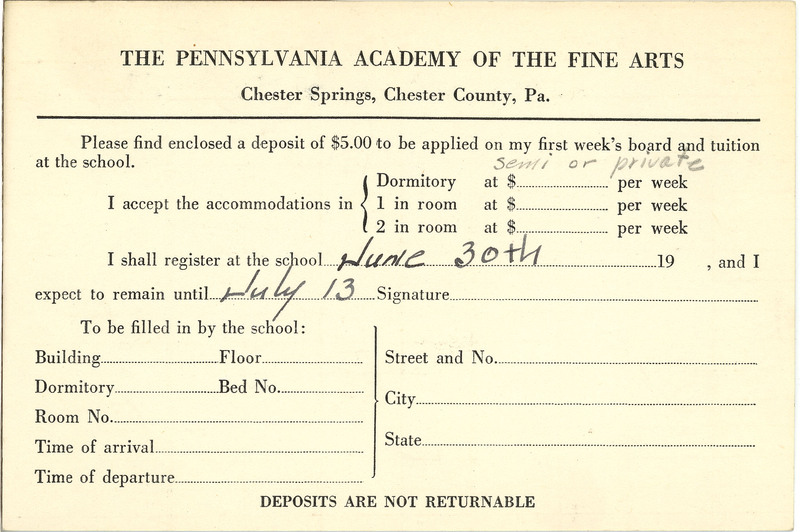 THE PENNSYLVANIA ACADEMY OF THE FINE ARTS
Chester Springs, Chester County, Pa.
Please find enclosed a deposit of $5.00 to be applied on my first week's board and tuition
at the school.
semi or private
Dormitory at $ per week
I accept the accommodations in 1 in room at $ per week
2 in room at $ per week
I shall register at the school June 30th 19 , and I
expect to remain until July 13 Signature
To be filled in by the school:
Building Floor
Dormitory Bed No.
Room No.
Time of arrival
Time of departure
Street and No.
City
State
DEPOSITS ARE NOT RETURNABLE